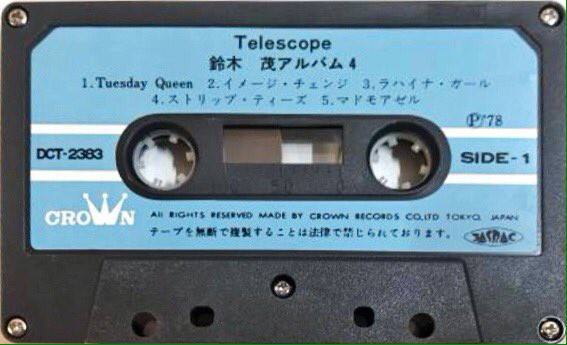 Telescope
鈴木 茂アルバム4
1.Tuesday Queen 2.イメージ・チェンジ 3.ラハイナ・ガール
4.ストリップ・ティーズ 5.マドモアゼル
Ⓟ'78
DCT-2383
SIDE-1
0 50 100
CROWN
All RIGHTS RESERVED MADE BY CROWN RECORDS CO,LTD TOKYO, JAPAN
テープを無断で複製することは法律で禁じられております。
JASRAC